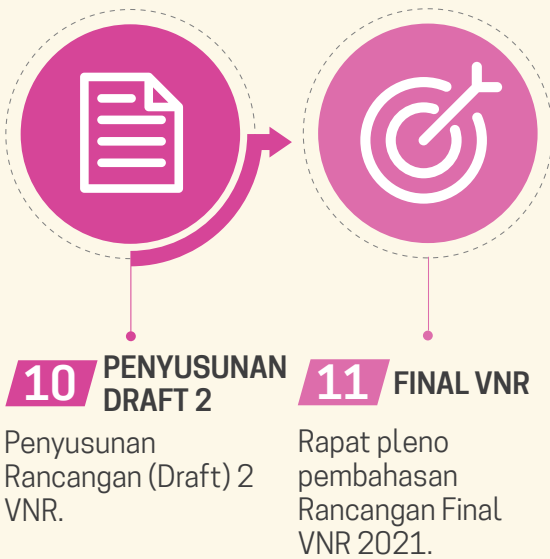 10 PENYUSUNAN
DRAFT 2
Penyusunan
Rancangan (Draft) 2
VNR.
11 FINAL VNR
Rapat pleno
pembahasan
Rancangan Final
VNR 2021.